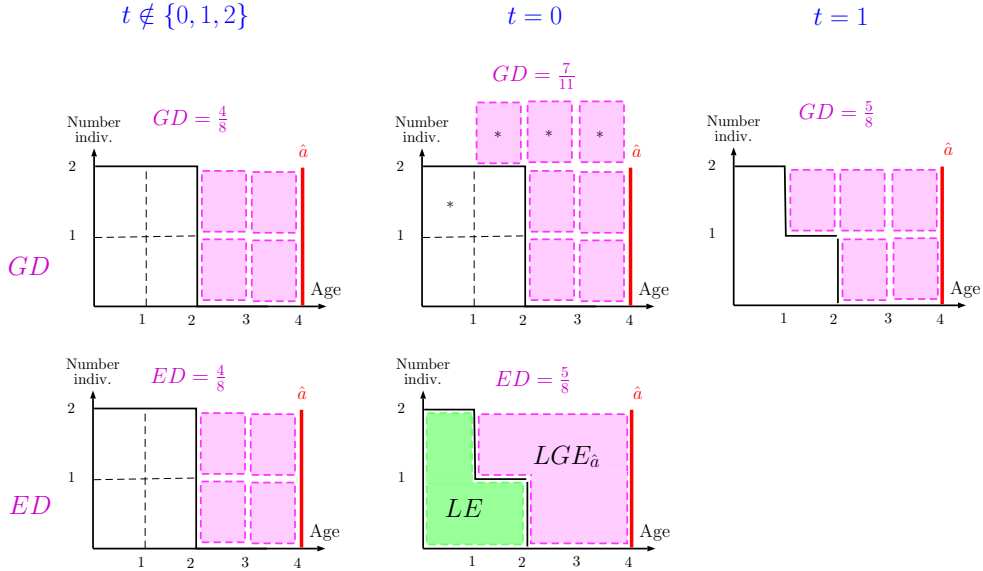 t ∉ {0, 1, 2}
t = 0
t = 1
GD = 4/8
GD = 7/11
GD = 5/8
Number
indiv.
2
1
â
Age
1
2
3
4
GD
Number
indiv.
2
1
*
*
*
*
â
Age
1
2
3
4
Number
indiv.
2
1
â
Age
1
2
3
4
ED = 4/8
ED = 5/8
Number
indiv.
2
1
â
Age
1
2
3
4
ED
Number
indiv.
2
1
LGE_â
LE
â
Age
1
2
3
4